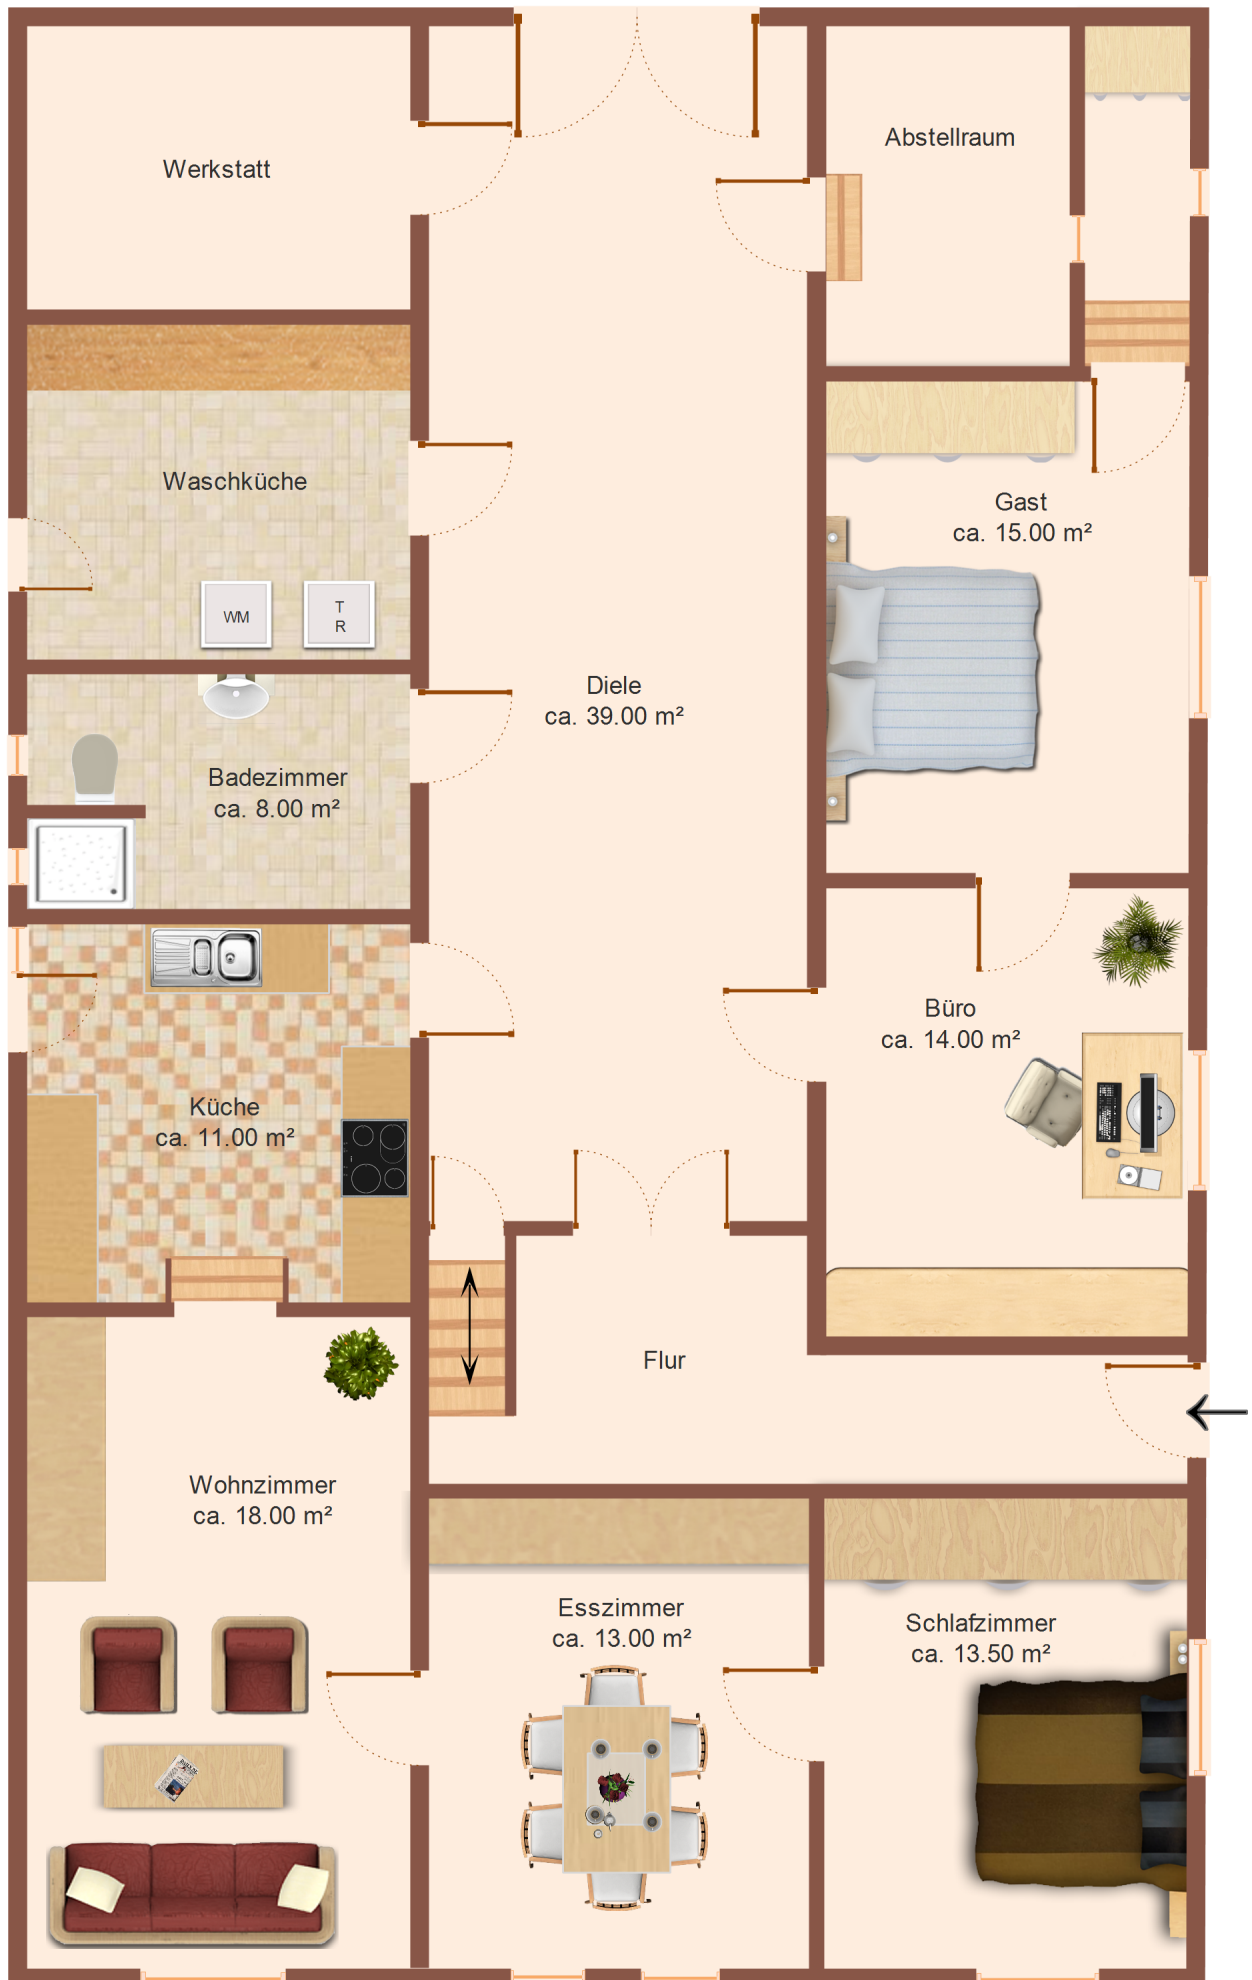 Werkstatt
Abstellraum
Waschküche
Gast
ca. 15.00 m²
WM
T
R
Diele
ca. 39.00 m²
Badezimmer
ca. 8.00 m²
Büro
ca. 14.00 m²
Küche
ca. 11.00 m²
Flur
Wohnzimmer
ca. 18.00 m²
Esszimmer
ca. 13.00 m²
Schlafzimmer
ca. 13.50 m²